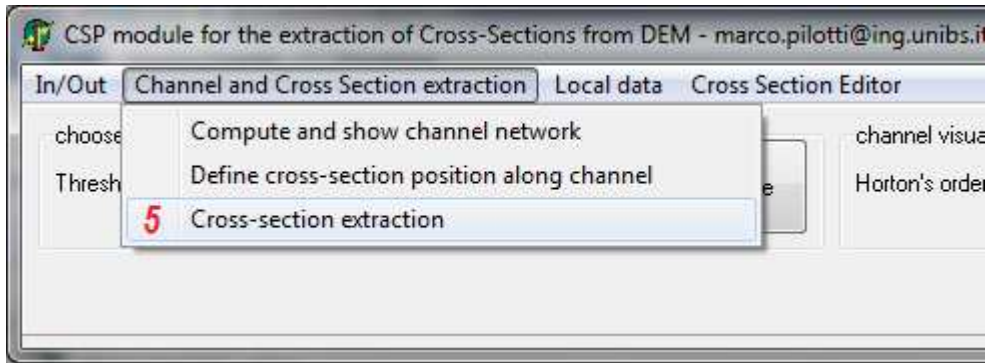 CSP module for the extraction of Cross-Sections from DEM - marco.pilotti@ing.unibs.it
In/Out Channel and Cross Section extraction Local data Cross Section Editor
choose Compute and show channel network channel visua
Thresh Define cross-section position along channel e Horton's order
5 Cross-section extraction